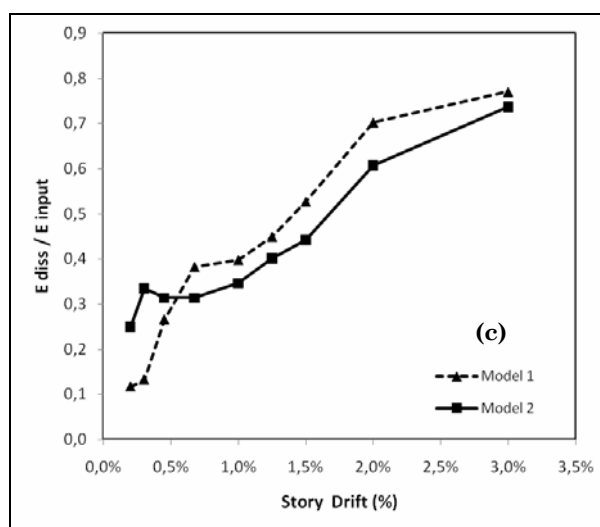 0,9
0,8
0,7
0,6
0,5
0,4
0,3
0,2
0,1
0,0
E diss / E input
(c)
Model 1
Model 2
0,0% 0,5% 1,0% 1,5% 2,0% 2,5% 3,0% 3,5%
Story Drift (%)